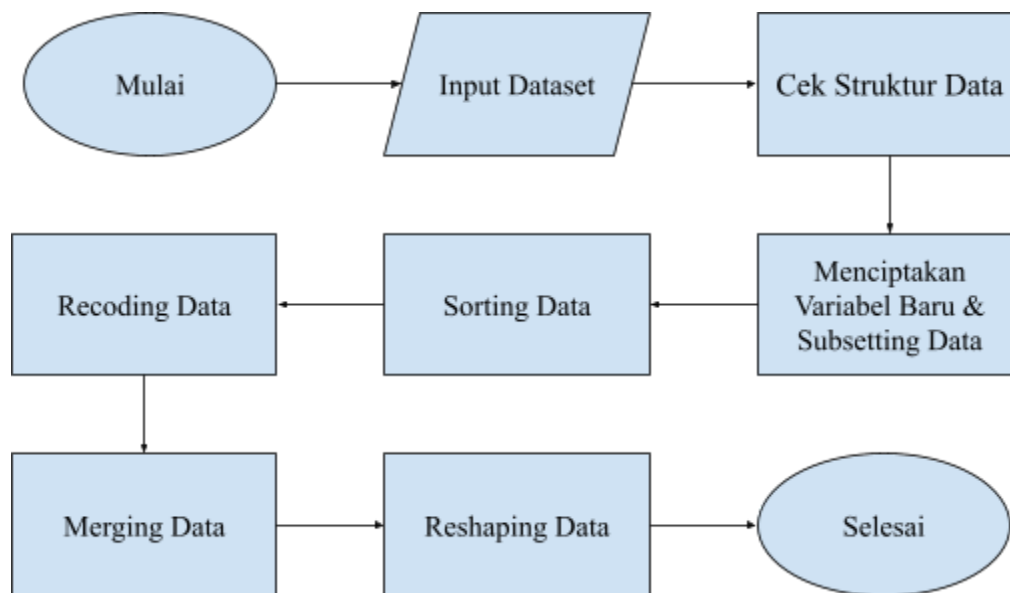 Mulai
Input Dataset
Cek Struktur Data
Menciptakan
Variabel Baru &
Subsetting Data
Sorting Data
Recoding Data
Merging Data
Reshaping Data
Selesai